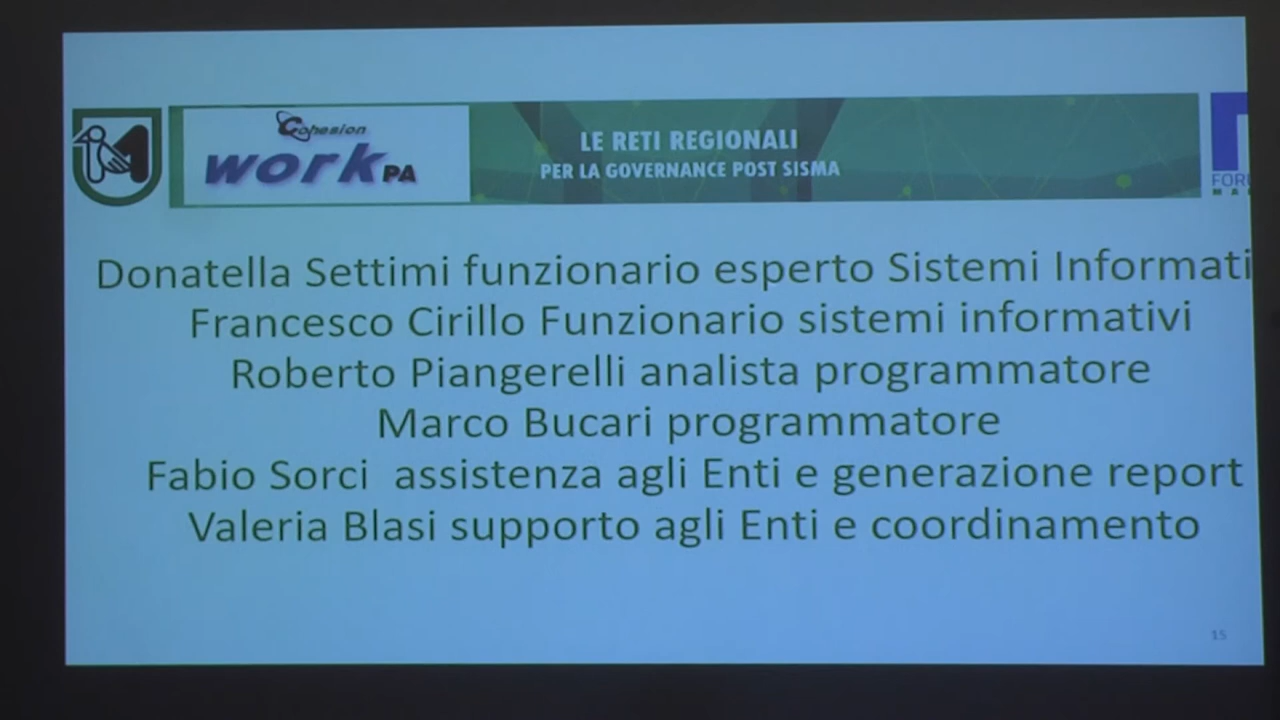 Cohesion
work PA
LE RETI REGIONALI
PER LA GOVERNANCE POST SISMA
FORU
Donatella Settimi funzionario esperto Sistemi Informati
Francesco Cirillo Funzionario sistemi informativi
Roberto Piangerelli analista programmatore
Marco Bucari programmatore
Fabio Sorci assistenza agli Enti e generazione report
Valeria Blasi supporto agli Enti e coordinamento
15